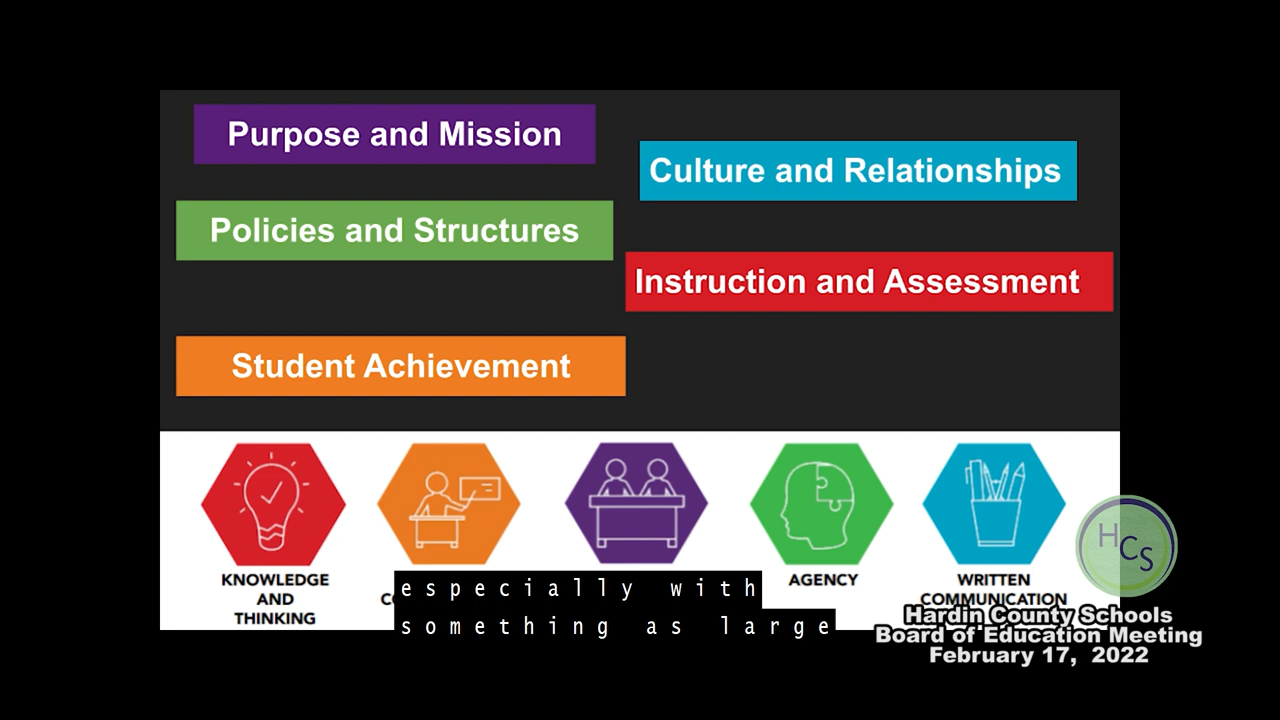 Purpose and Mission
Culture and Relationships
Policies and Structures
Instruction and Assessment
Student Achievement
KNOWLEDGE
AND
THINKING
AGENCY
WRITTEN
COMMUNICATION
especially with
something as large
HCS
Hardin County Schools
Board of Education Meeting
February 17, 2022